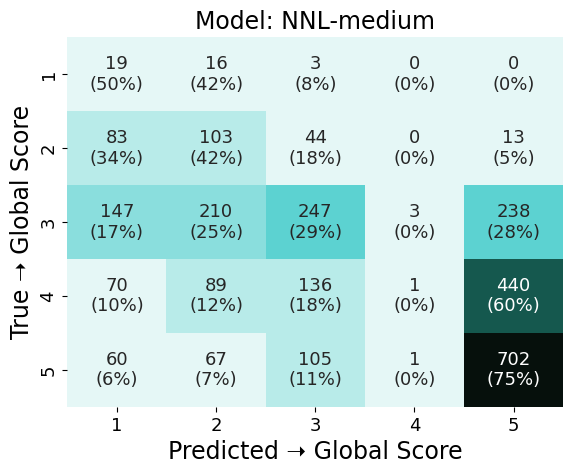 Model: NNL-medium
True → Global Score
1
19 16 3 0 0
(50%) (42%) (8%) (0%) (0%)
2
83 103 44 0 13
(34%) (42%) (18%) (0%) (5%)
3
147 210 247 3 238
(17%) (25%) (29%) (0%) (28%)
4
70 89 136 1 440
(10%) (12%) (18%) (0%) (60%)
5
60 67 105 1 702
(6%) (7%) (11%) (0%) (75%)
1 2 3 4 5
Predicted → Global Score